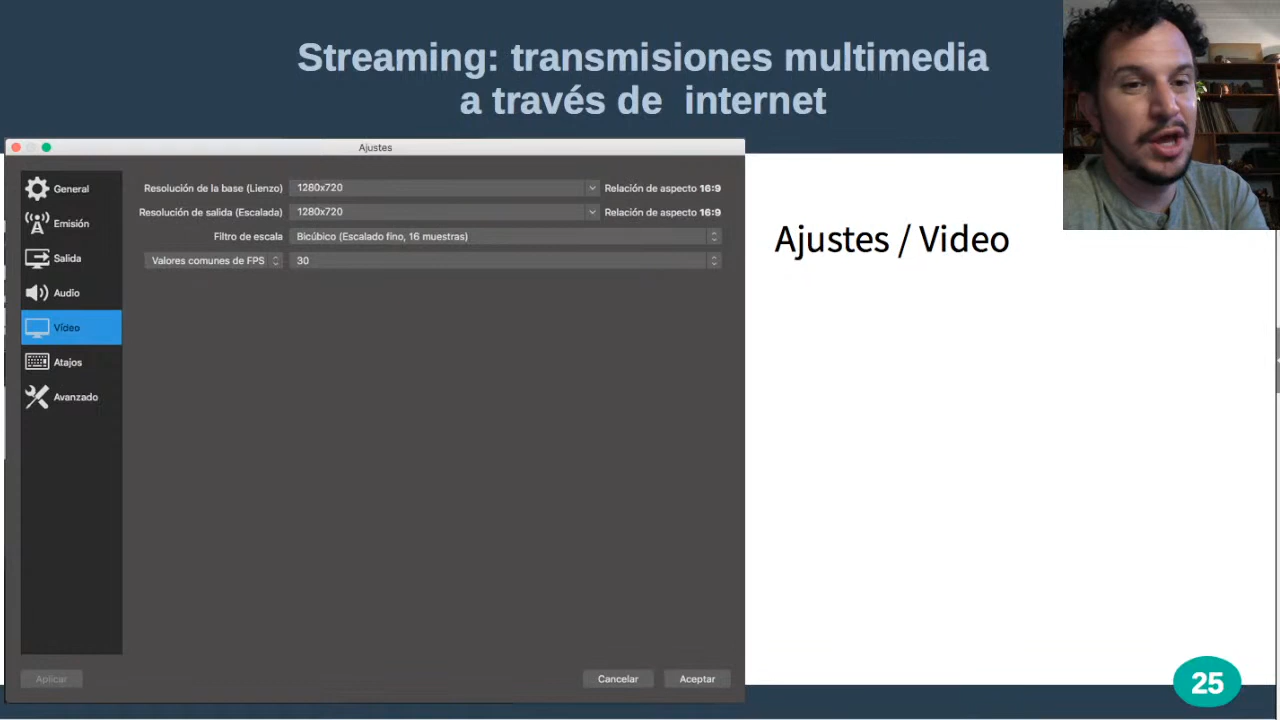 Streaming: transmisiones multimedia
a través de internet
Ajustes
General
Emisión
Salida
Audio
Vídeo
Atajos
Avanzado
Resolución de la base (Lienzo) 1280x720 Relación de aspecto 16:9
Resolución de salida (Escalada) 1280x720 Relación de aspecto 16:9
Filtro de escala Bicúbico (Escalado fino, 16 muestras)
Valores comunes de FPS 30
Aplicar Cancelar Aceptar
Ajustes / Video
25